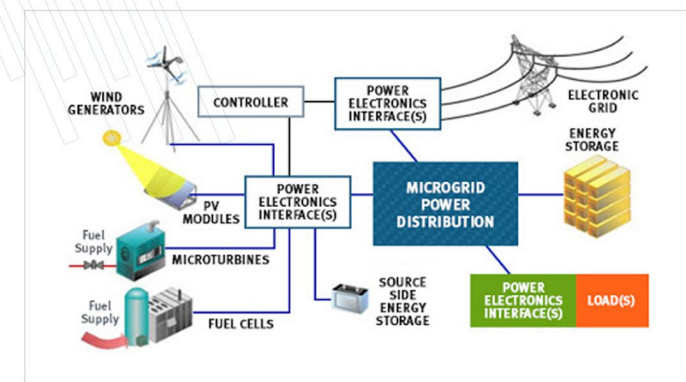 WIND
GENERATORS
CONTROLLER
POWER
ELECTRONICS
INTERFACE(S)
ELECTRONIC
GRID
ENERGY
STORAGE
PV
MODULES
POWER
ELECTRONICS
INTERFACE(S)
MICROGRID
POWER
DISTRIBUTION
Fuel
Supply
MICROTURBINES
Fuel
Supply
FUEL CELLS
SOURCE
SIDE
ENERGY
STORAGE
POWER
ELECTRONICS
INTERFACE(S)
LOAD(S)